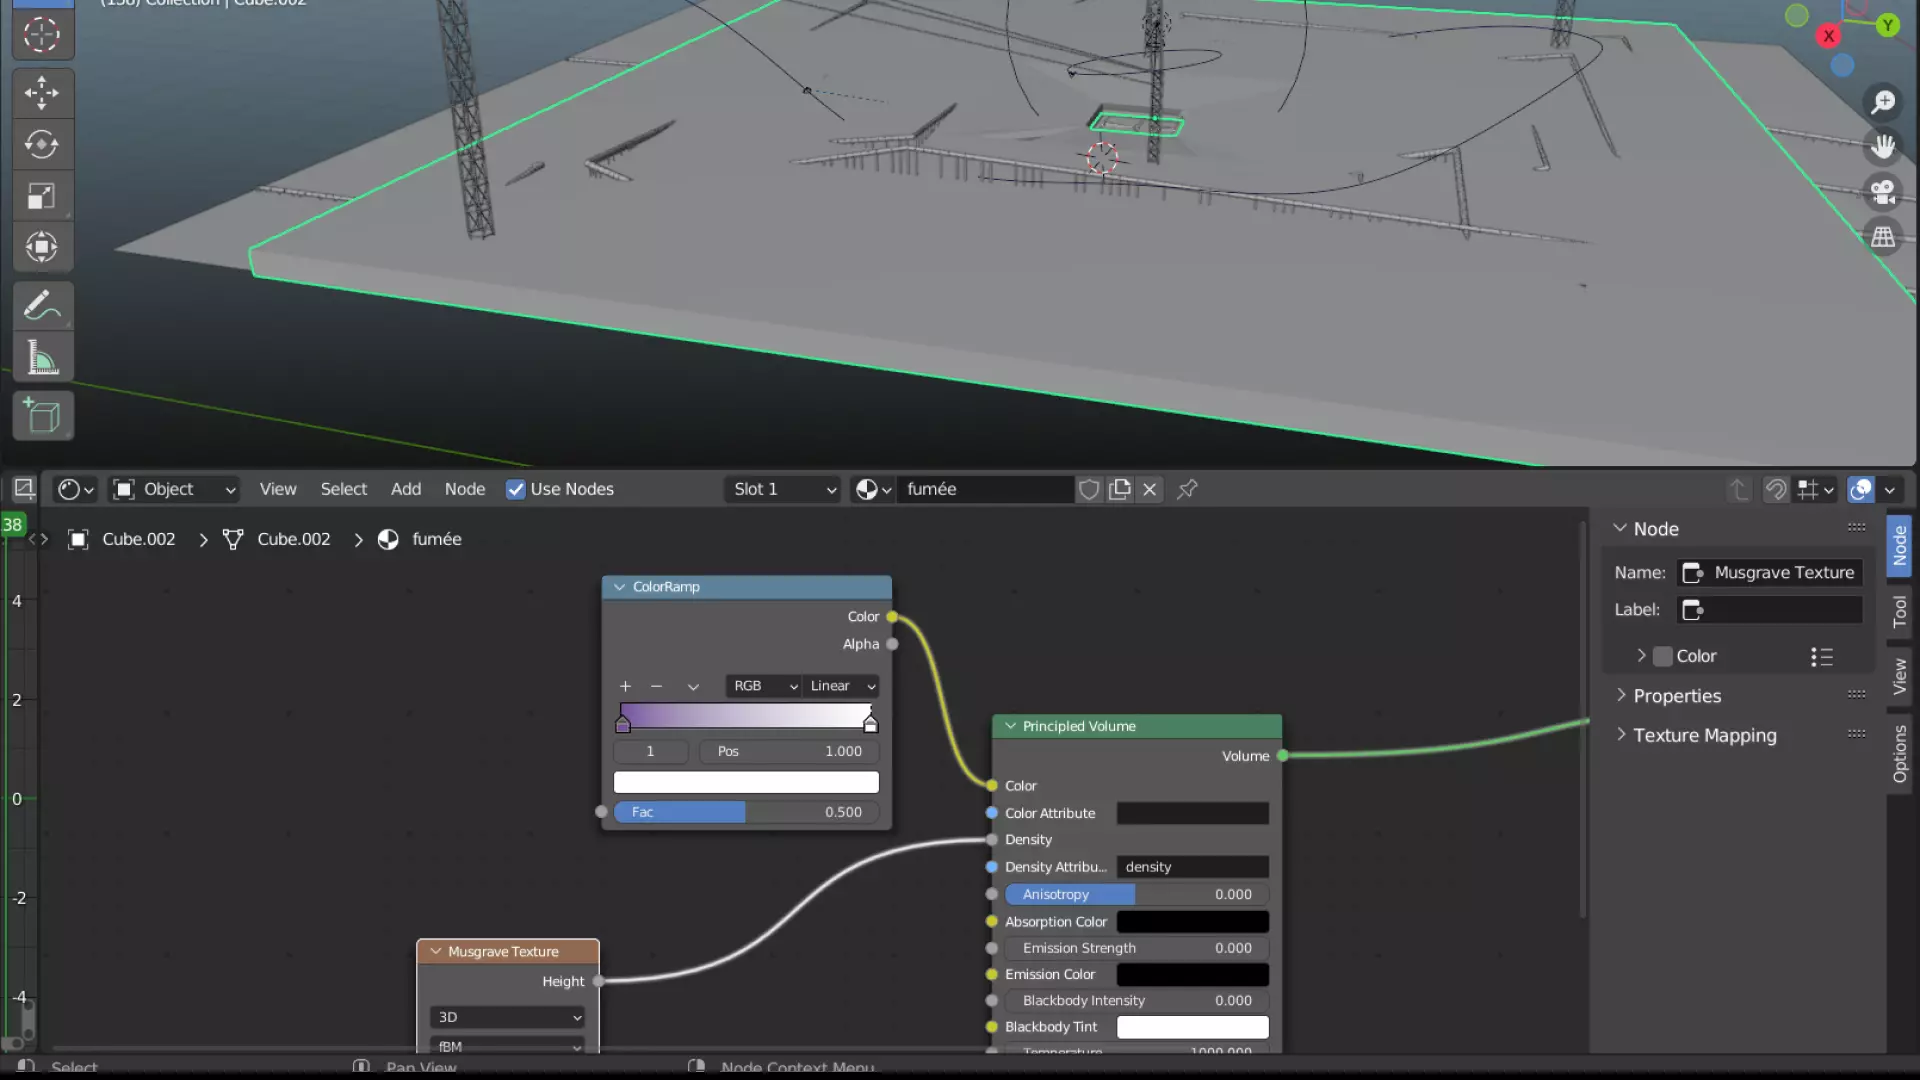 (138) Collection | Cube.002
X
Y
Object View Select Add Node Use Nodes Slot 1 fumée
38
Cube.002 Cube.002 fumée
4
2
0
-2
-4
ColorRamp
Color
Alpha
RGB Linear
1 Pos 1.000
Fac 0.500
Musgrave Texture
Height
3D
fBM
Principled Volume
Volume
Color
Color Attribute
Density
Density Attribu... density
Anisotropy 0.000
Absorption Color
Emission Strength 0.000
Emission Color
Blackbody Intensity 0.000
Blackbody Tint
Temperature 1000.000
Node
Name: Musgrave Texture
Label:
Color
Properties
Texture Mapping
Node
Tool
View
Options
Select Pan View Node Context Menu